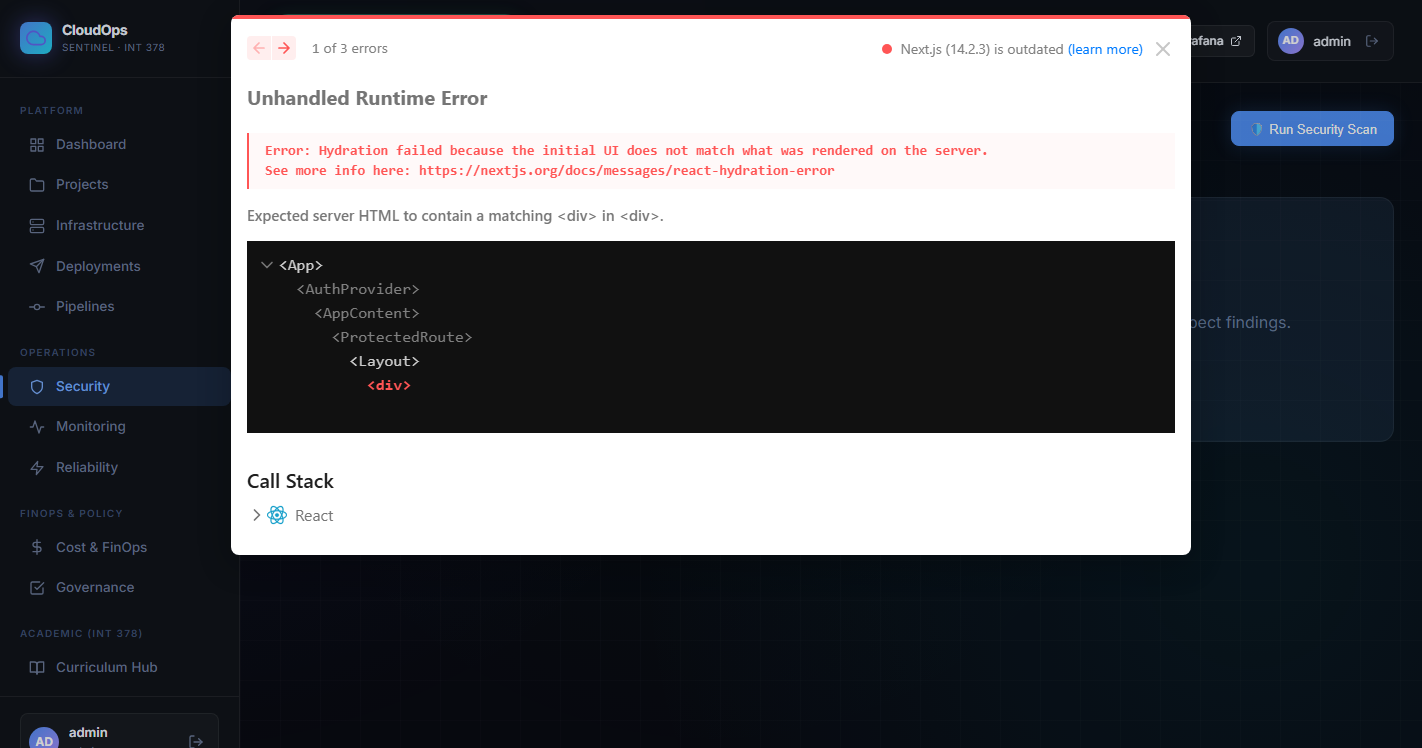 CloudOps
SENTINEL · INT 378
PLATFORM
Dashboard
Projects
Infrastructure
Deployments
Pipelines
OPERATIONS
Security
Monitoring
Reliability
FINOPS & POLICY
Cost & FinOps
Governance
ACADEMIC (INT 378)
Curriculum Hub
AD
admin
1 of 3 errors
Next.js (14.2.3) is outdated (learn more)
Unhandled Runtime Error
Error: Hydration failed because the initial UI does not match what was rendered on the server.
See more info here: https://nextjs.org/docs/messages/react-hydration-error
Expected server HTML to contain a matching <div> in <div>.
<App>
<AuthProvider>
<AppContent>
<ProtectedRoute>
<Layout>
<div>
Call Stack
React
AD
admin
Run Security Scan
findings.